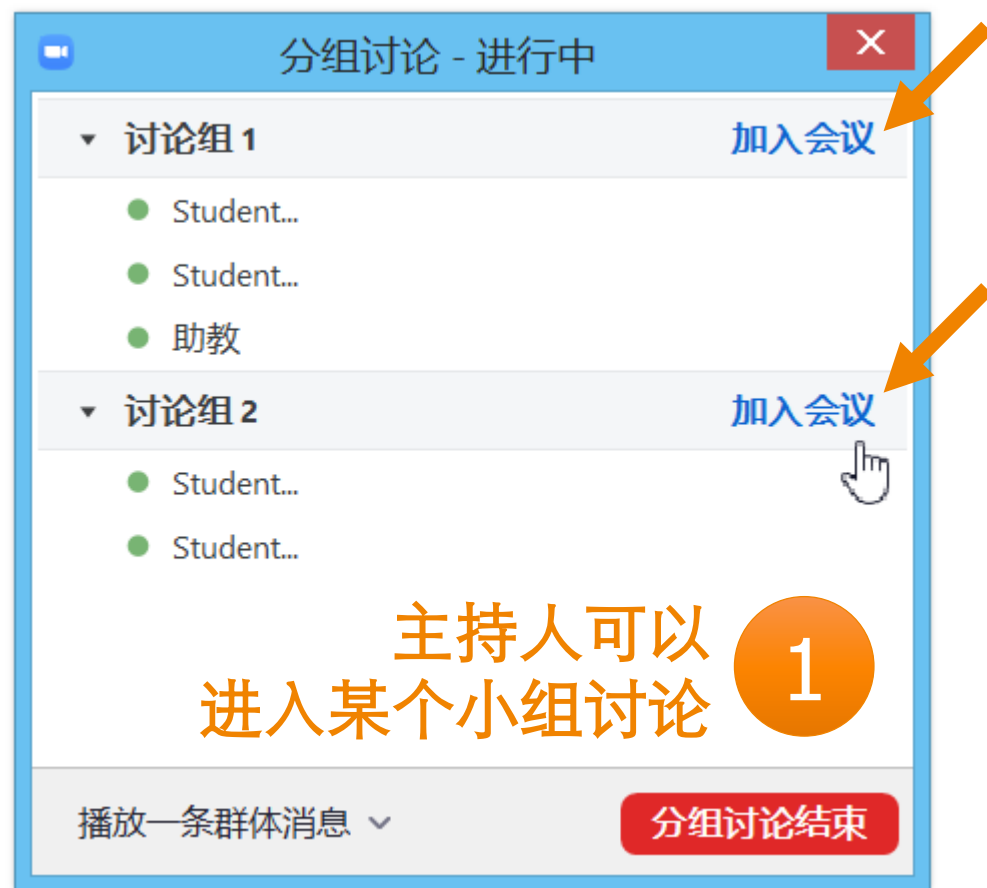 分组讨论 - 进行中
讨论组 1 加入会议
Student...
Student...
助教
讨论组 2 加入会议
Student...
Student...
主持人可以
进入某个小组讨论
1
播放一条群体消息 分组讨论结束